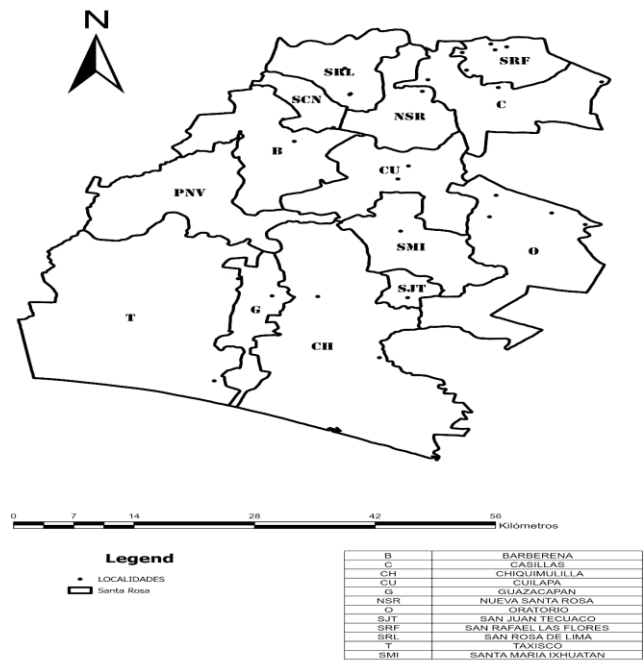 N
SRL
SRF
SCN
C
NSR
B
CU
PNV
SMI
O
SJT
T
G
CH
0 7 14 28 42 56 Kilómetros
Legend
LOCALIDADES
Santa Rosa
B BARBERENA
C CASILLAS
CH CHIQUIMULILLA
CU CUILAPA
G GUAZACAPAN
NSR NUEVA SANTA ROSA
O ORATORIO
SJT SAN JUAN TECUACO
SRF SAN RAFAEL LAS FLORES
SRL SAN ROSA DE LIMA
T TAXISCO
SMI SANTA MARIA IXHUATAN